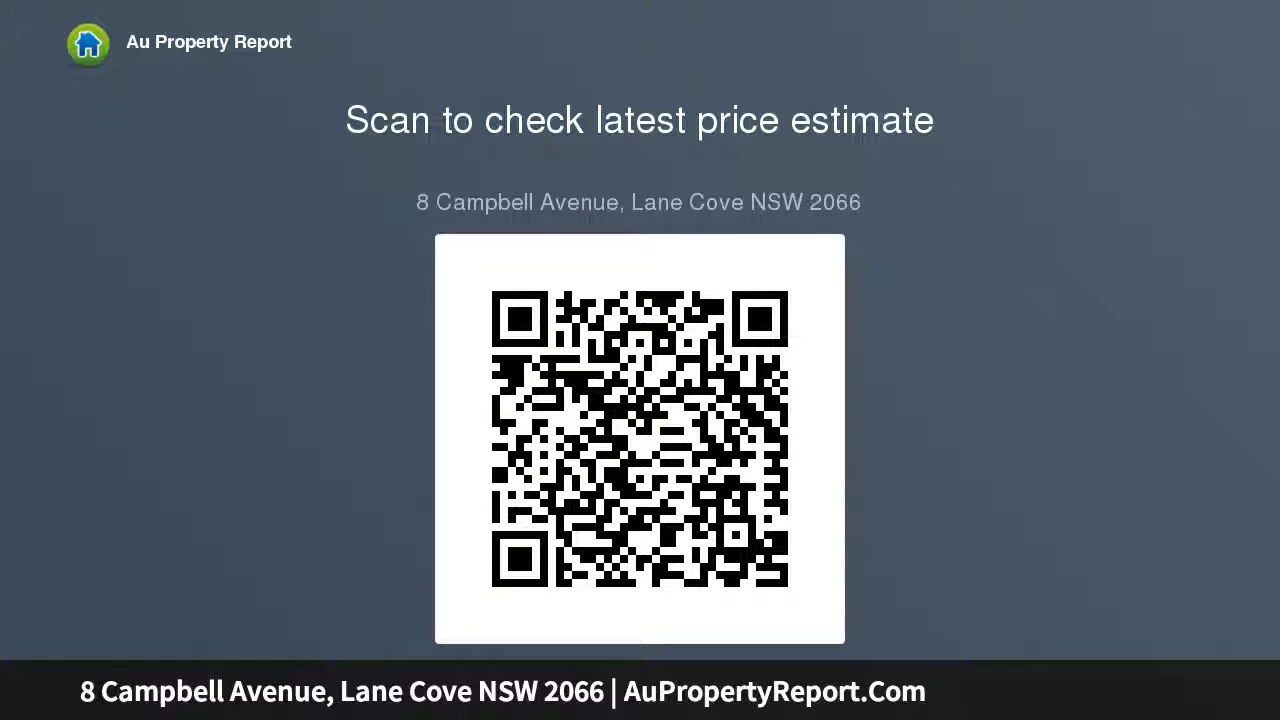 Au Property Report
Scan to check latest price estimate
8 Campbell Avenue, Lane Cove NSW 2066
8 Campbell Avenue, Lane Cove NSW 2066 | AuPropertyReport.Com